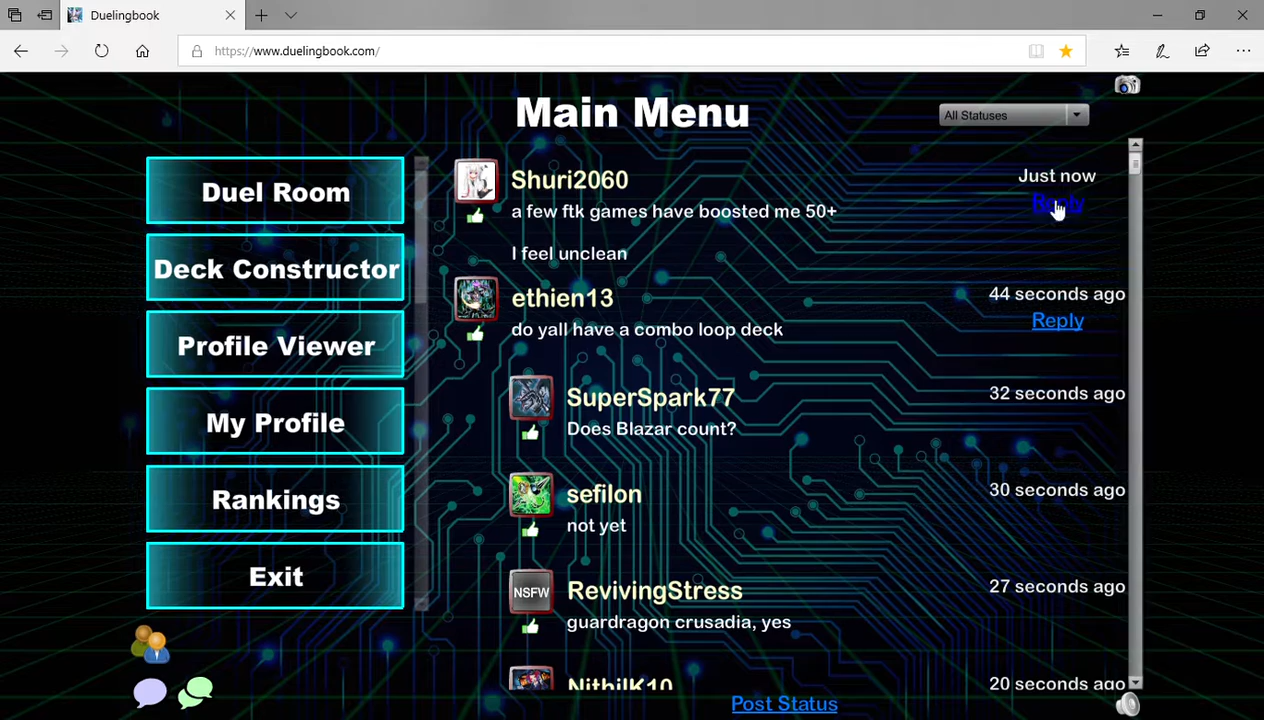 Duelingbook
https://www.duelingbook.com/
Main Menu
All Statuses
Duel Room
Deck Constructor
Profile Viewer
My Profile
Rankings
Exit
Shuri2060
Just now
a few ftk games have boosted me 50+
Reply
I feel unclean
ethien13
44 seconds ago
do yall have a combo loop deck
Reply
SuperSpark77
32 seconds ago
Does Blazar count?
sefilon
30 seconds ago
not yet
NSFW
RevivingStress
27 seconds ago
guardragon crusadia, yes
NithilK10
20 seconds ago
Post Status